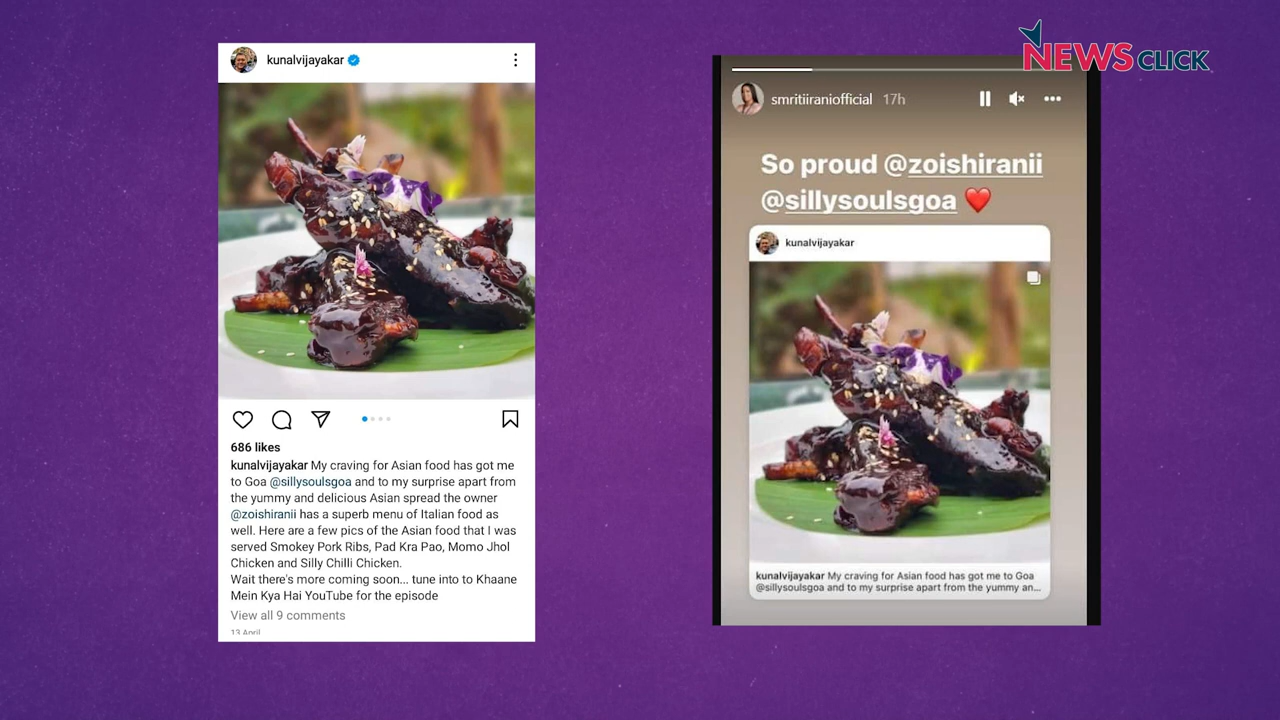 NEWSCLICK
kunalvijayakar
686 likes
kunalvijayakar My craving for Asian food has got me
to Goa @sillysoulsgoa and to my surprise apart from
the yummy and delicious Asian spread the owner
@zoishiranii has a superb menu of Italian food as
well. Here are a few pics of the Asian food that I was
served Smokey Pork Ribs, Pad Kra Pao, Momo Jhol
Chicken and Silly Chilli Chicken.
Wait there's more coming soon... tune into to Khaane
Mein Kya Hai YouTube for the episode
View all 9 comments
13 April
smritiiraniofficial 17h
So proud @zoishiranii
@sillysoulsgoa ❤️
kunalvijayakar
kunalvijayakar My craving for Asian food has got me to Goa
@sillysoulsgoa and to my surprise apart from the yummy an...